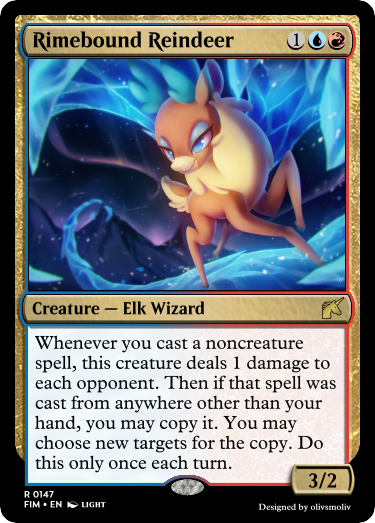 Rimebound Reindeer 1
Creature — Elk Wizard
Whenever you cast a noncreature
spell, this creature deals 1 damage to
each opponent. Then if that spell was
cast from anywhere other than your
hand, you may copy it. You may
choose new targets for the copy. Do
this only once each turn.
3/2
R 0147
FIM • EN LIGHT
Designed by olivsmoliv